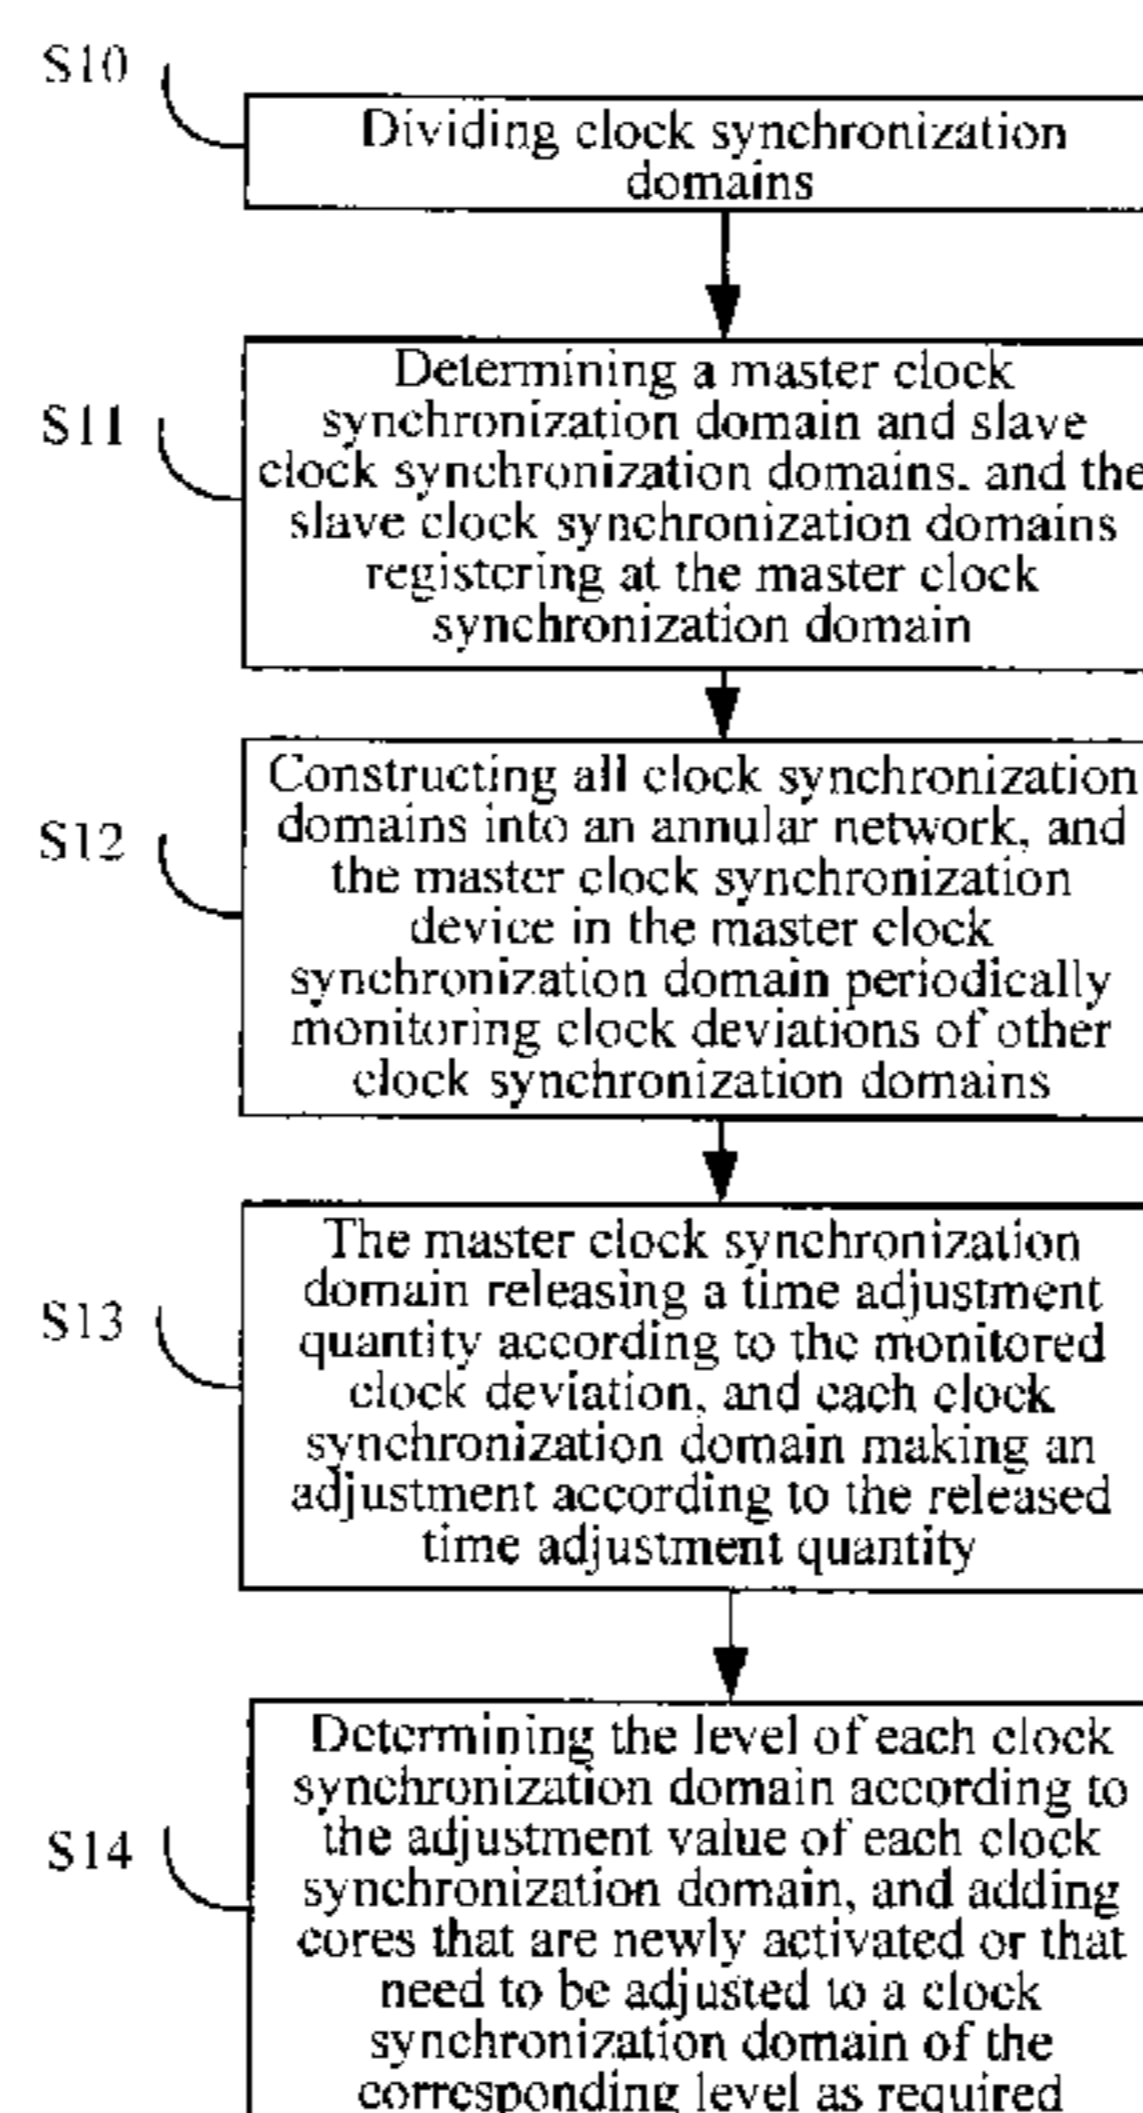 S10
Dividing clock synchronization
domains
S11
Determining a master clock
synchronization domain and slave
clock synchronization domains, and the
slave clock synchronization domains
registering at the master clock
synchronization domain
S12
Constructing all clock synchronization
domains into an annular network, and
the master clock synchronization
device in the master clock
synchronization domain periodically
monitoring clock deviations of other
clock synchronization domains
S13
The master clock synchronization
domain releasing a time adjustment
quantity according to the monitored
clock deviation, and each clock
synchronization domain making an
adjustment according to the released
time adjustment quantity
S14
Determining the level of each clock
synchronization domain according to
the adjustment value of each clock
synchronization domain, and adding
cores that are newly activated or that
need to be adjusted to a clock
synchronization domain of the
corresponding level as required